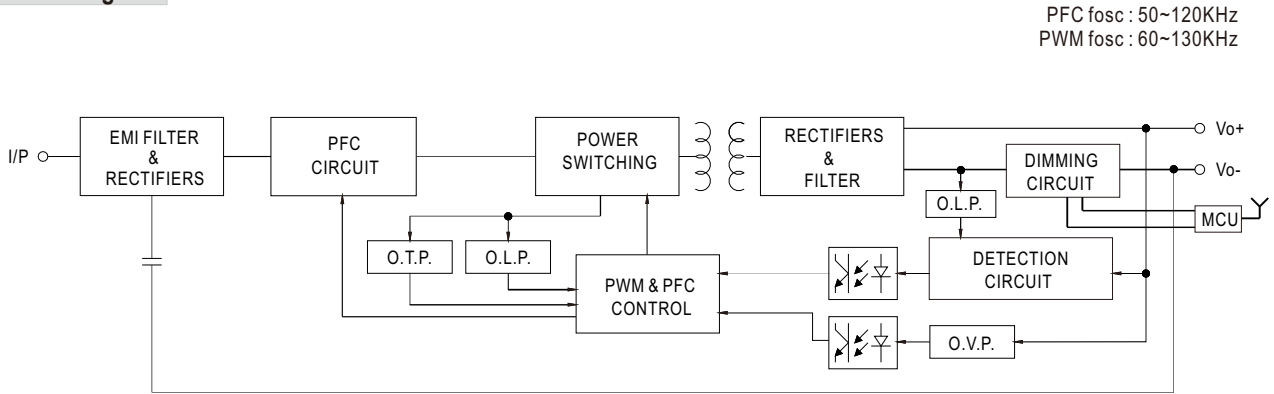 PFC fosc : 50~120KHz
PWM fosc : 60~130KHz
I/P
EMI FILTER
&
RECTIFIERS
PFC
CIRCUIT
POWER
SWITCHING
RECTIFIERS
&
FILTER
DIMMING
CIRCUIT
Vo+
Vo-
MCU
O.L.P.
O.T.P.
O.L.P.
PWM & PFC
CONTROL
DETECTION
CIRCUIT
O.V.P.